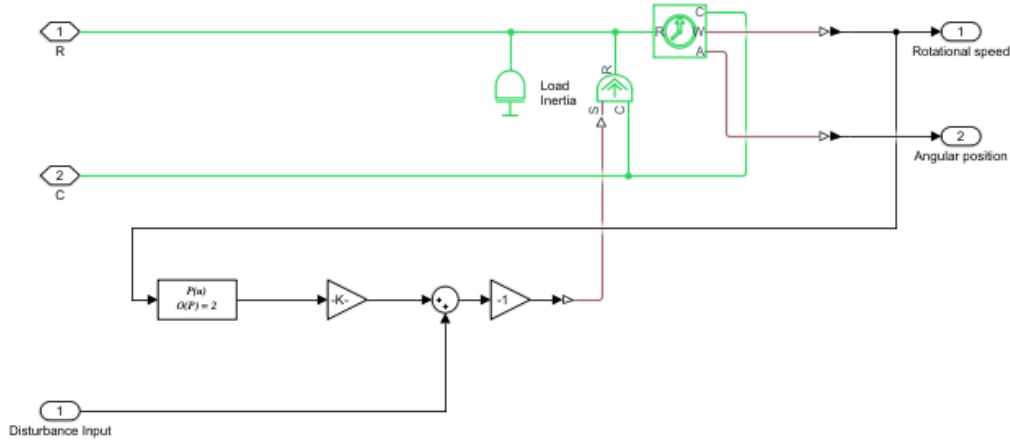 1
R
R
C
W
A
1
Rotational speed
Load
Inertia
R
S
C
2
Angular position
2
C
P(u)
O(P) = 2
-K-
+
+
-1
1
Disturbance Input